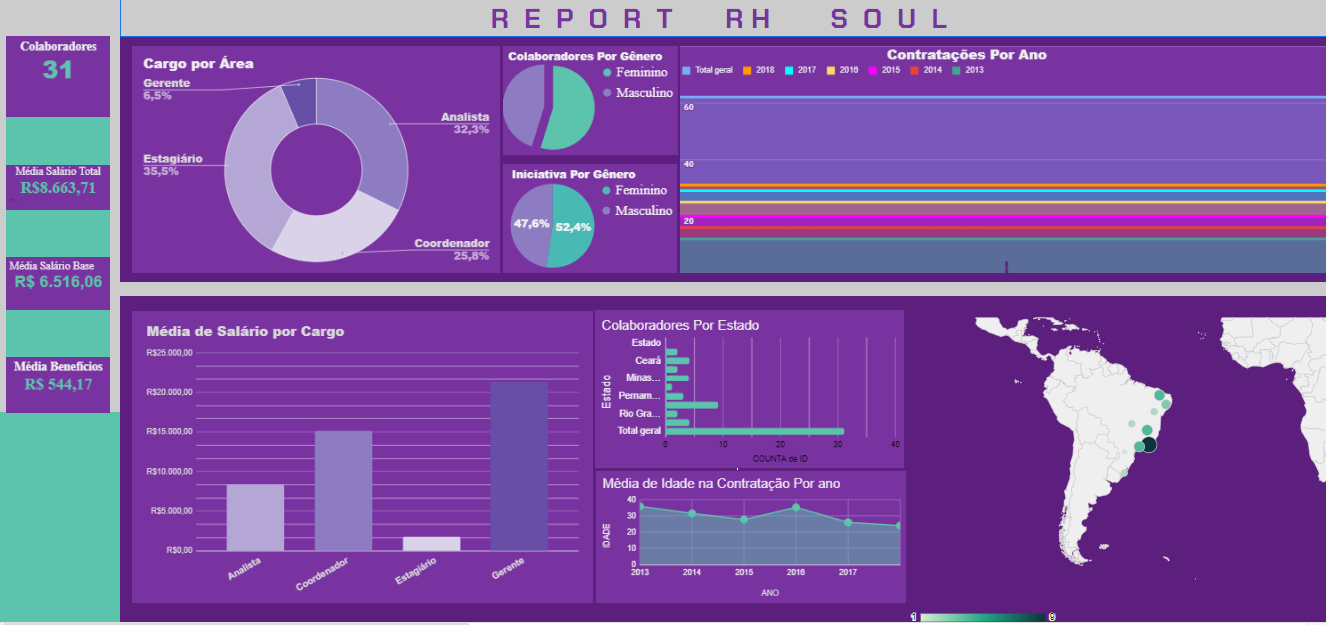 REPORT RH SOUL
Colaboradores
31
Média Salário Total
R$8.663,71
Média Salário Base
R$ 6.516,06
Média Benefícios
R$ 544,17
Cargo por Área
Gerente
6,5%
Analista
32,3%
Estagiário
35,5%
Coordenador
25,8%
Colaboradores Por Gênero
Feminino
Masculino
Iniciativa Por Gênero
Feminino
Masculino
47,6%
52,4%
Contratações Por Ano
Total geral 2018 2017 2016 2015 2014 2013
60
40
20
Média de Salário por Cargo
R$25.000,00
R$20.000,00
R$15.000,00
R$10.000,00
R$5.000,00
R$0,00
Analista
Coordenador
Estagiário
Gerente
Colaboradores Por Estado
Estado
Estado
Ceará
Minas...
Pernam...
Rio Gra...
Total geral
0 10 20 30 40
COUNTA de ID
Média de Idade na Contratação Por ano
IDADE
40
30
20
10
0
2013 2014 2015 2016 2017
ANO
1 9